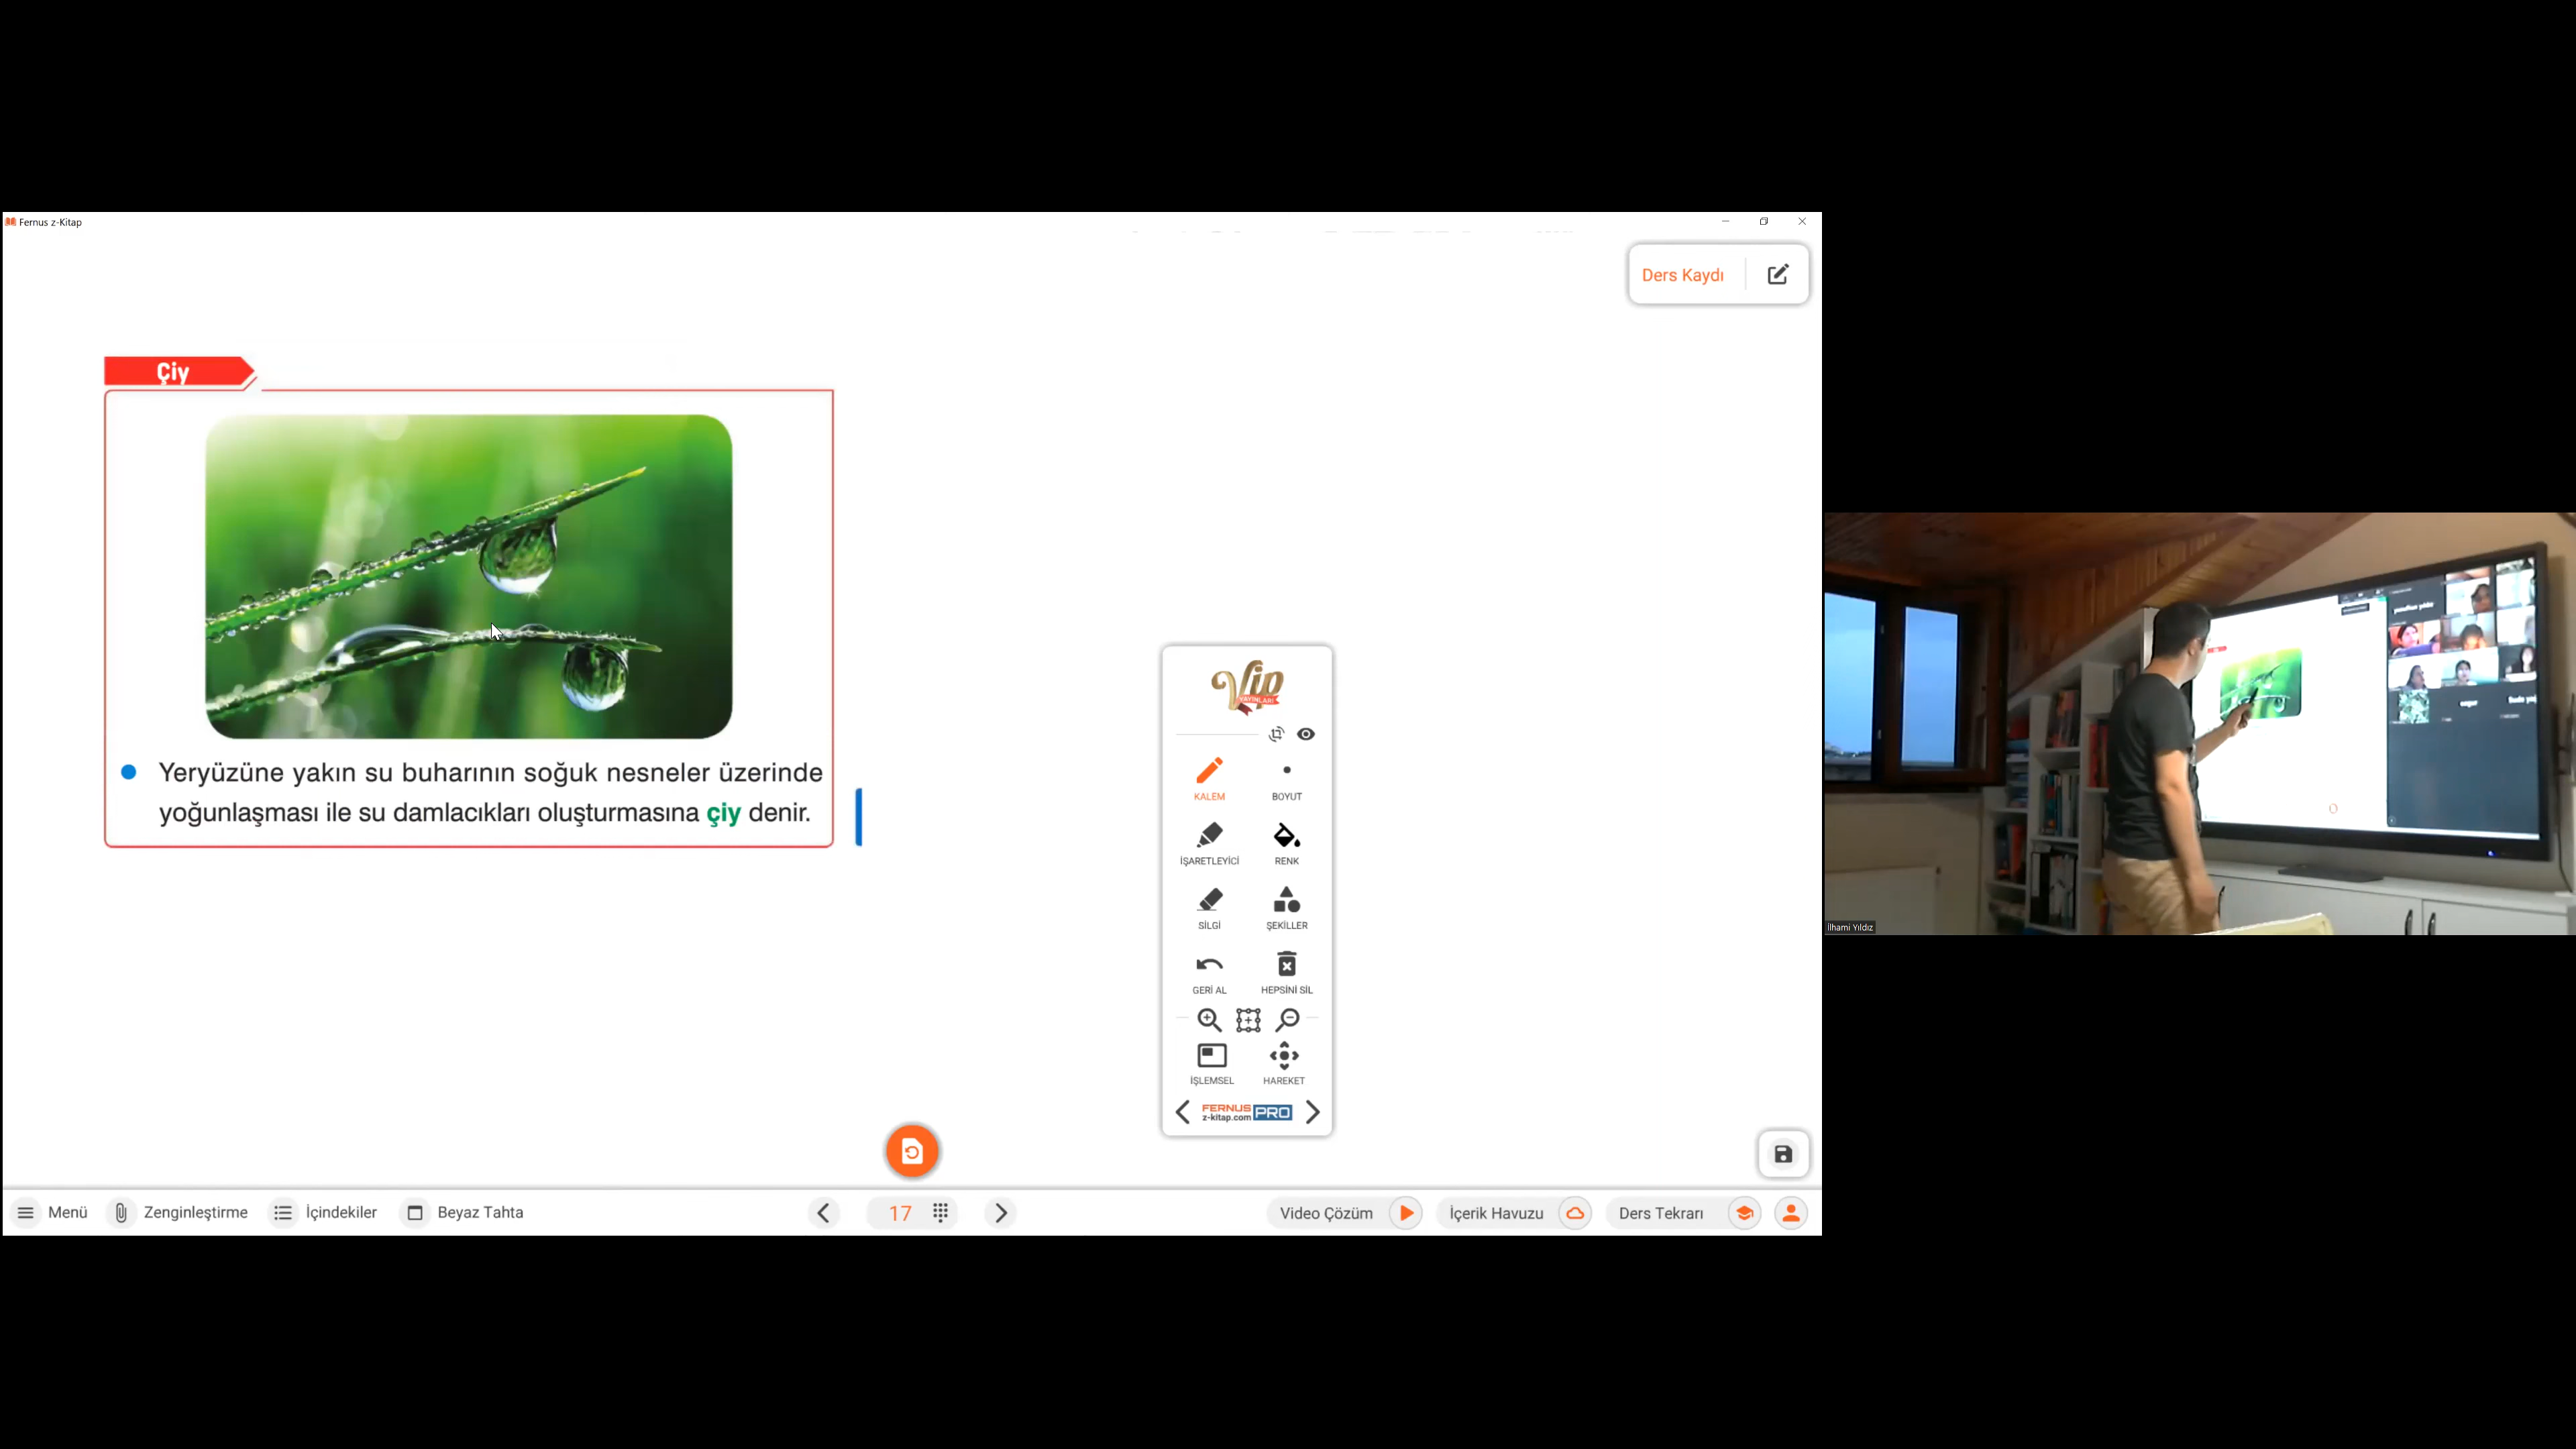 Fernus z-Kitap
Ders Kaydı
Çiy
Yeryüzüne yakın su buharının soğuk nesneler üzerinde
yoğunlaşması ile su damlacıkları oluşturmasına çiy denir.
Vip
YAYINLARI
KALEM
BOYUT
İŞARETLEYİCİ
RENK
SİLGİ
ŞEKİLLER
GERİ AL
HEPSİNİ SİL
İŞLEMSEL
HAREKET
FERNUS
z-kitap.com PRO
Menü
Zenginleştirme
İçindekiler
Beyaz Tahta
17
Video Çözüm
İçerik Havuzu
Ders Tekrarı
İlhami Yıldız